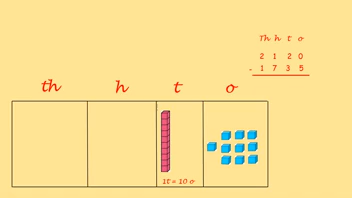 Th h t o
2 1 2 0
- 1 7 3 5
th h t o
1t = 10 o